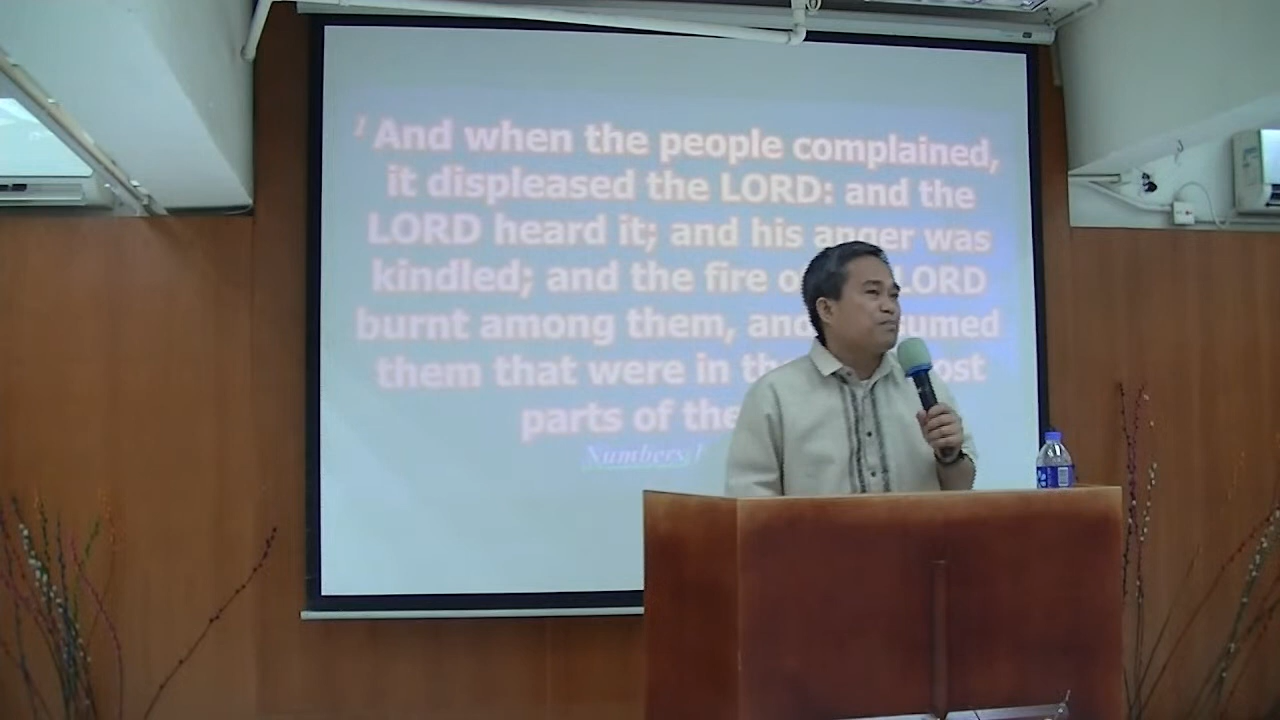 1 And when the people complained,
it displeased the LORD: and the
LORD heard it; and his anger was
kindled; and the fire o LORD
burnt among them, and umed
them that were in th ost
parts of the
Numbers